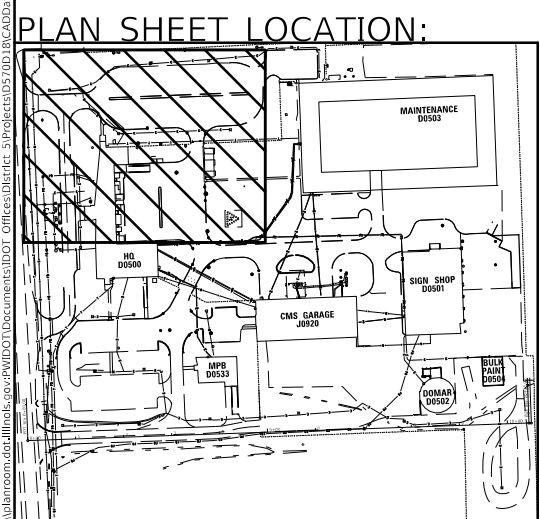 PLAN SHEET LOCATION:
\planroom.dot.illinois.gov:PWIDOT\Documents\IDOT Offices\District 5\Projects\D570D18\CADDa
MAINTENANCE
D0503
HQ
D0500
SIGN SHOP
D0501
CMS GARAGE
J0920
MPB
D0533
BULK
PAINT
D0504
DOMAR
D0502